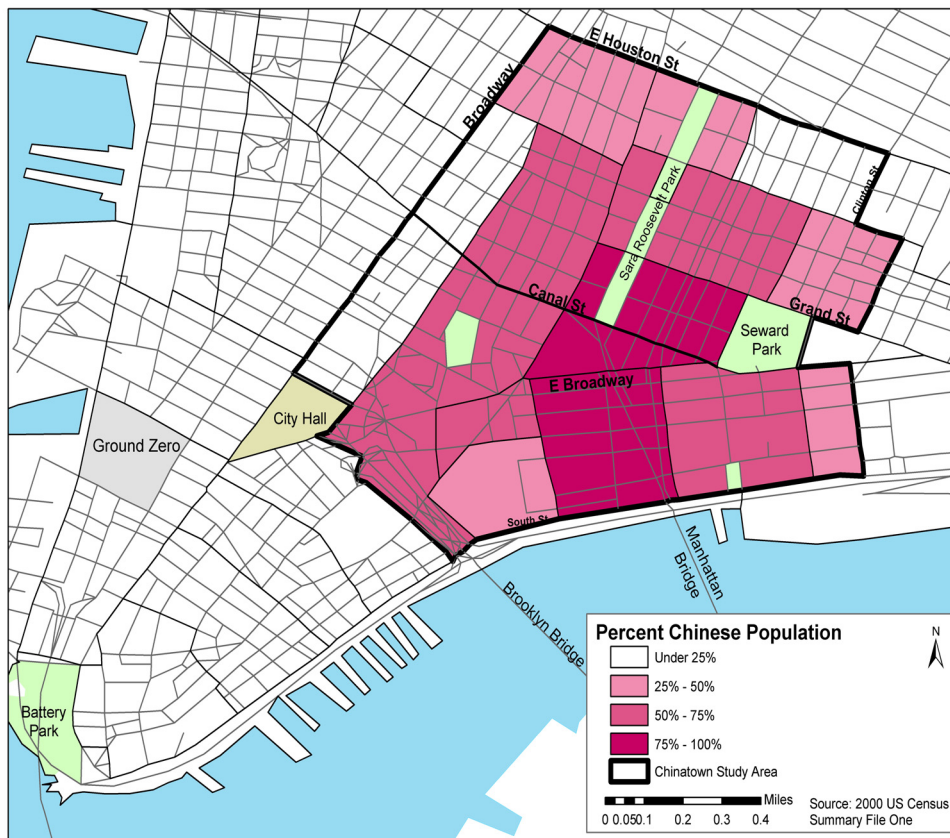 E Houston St
Broadway
Clinton St
Sara Roosevelt Park
Canal St
Grand St
Seward
Park
E Broadway
City Hall
Ground Zero
South St
Manhattan
Bridge
Brooklyn Bridge
Battery
Park
Percent Chinese Population
Under 25%
25% - 50%
50% - 75%
75% - 100%
Chinatown Study Area
N
Miles
0 0.05 0.1 0.2 0.3 0.4
Source: 2000 US Census
Summary File One